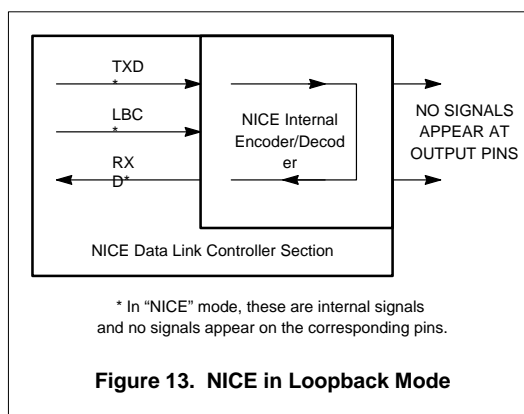 TXD
*
LBC
*
RX
D*
NICE Internal
Encoder/Decod
er
NO SIGNALS
APPEAR AT
OUTPUT PINS
NICE Data Link Controller Section
* In “NICE” mode, these are internal signals
and no signals appear on the corresponding pins.
Figure 13. NICE in Loopback Mode